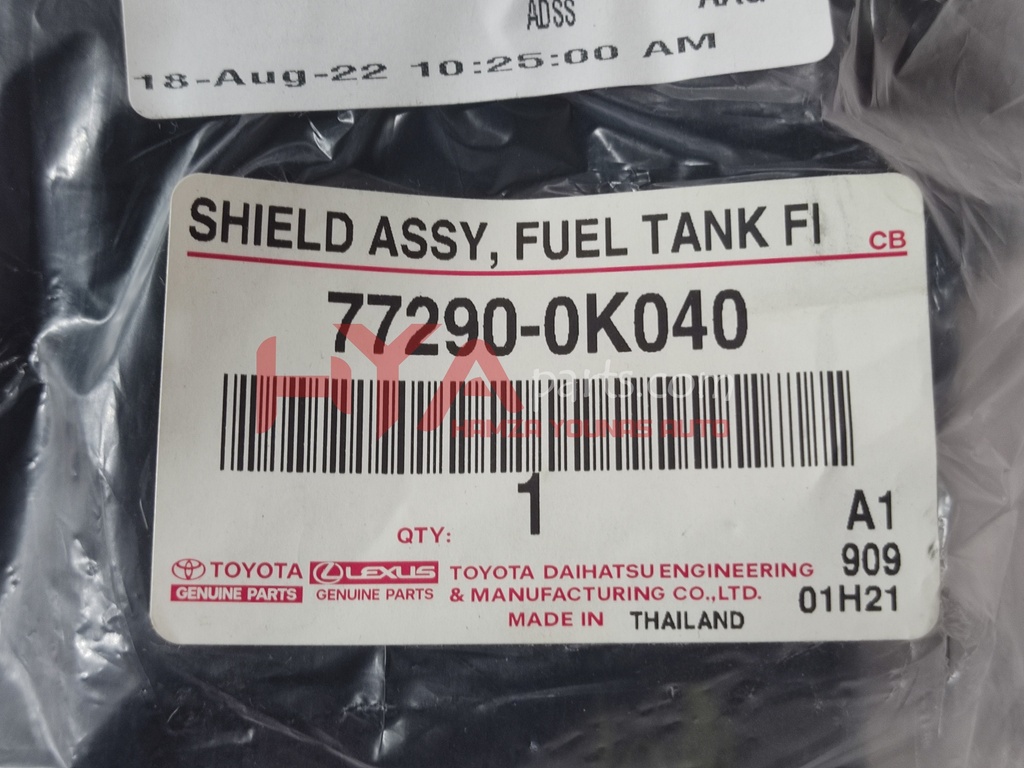 ADSS
18-Aug-22 10:25:00 AM
SHIELD ASSY, FUEL TANK FI
CB
77290-0K040
HYA parts.com
HAMZA YOUNAS AUTO
1
QTY:
A1
909
01H21
TOYOTA
GENUINE PARTS
LEXUS
GENUINE PARTS
TOYOTA DAIHATSU ENGINEERING
& MANUFACTURING CO.,LTD.
MADE IN THAILAND